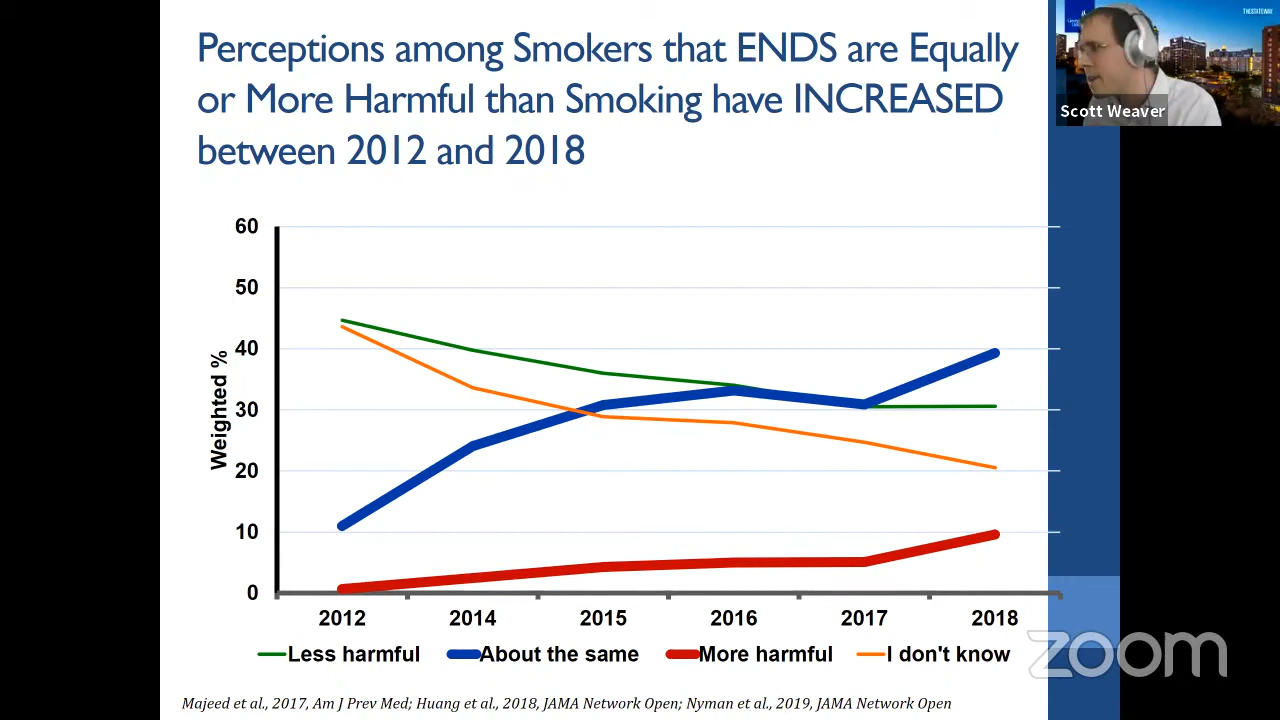 Perceptions among Smokers that ENDS are Equally
or More Harmful than Smoking have INCREASED
between 2012 and 2018
THESTATEWAY
Scott Weaver
Weighted %
60
50
40
30
20
10
0
2012 2014 2015 2016 2017 2018
Less harmful About the same More harmful I don't know
zoom
Majeed et al., 2017, Am J Prev Med; Huang et al., 2018, JAMA Network Open; Nyman et al., 2019, JAMA Network Open